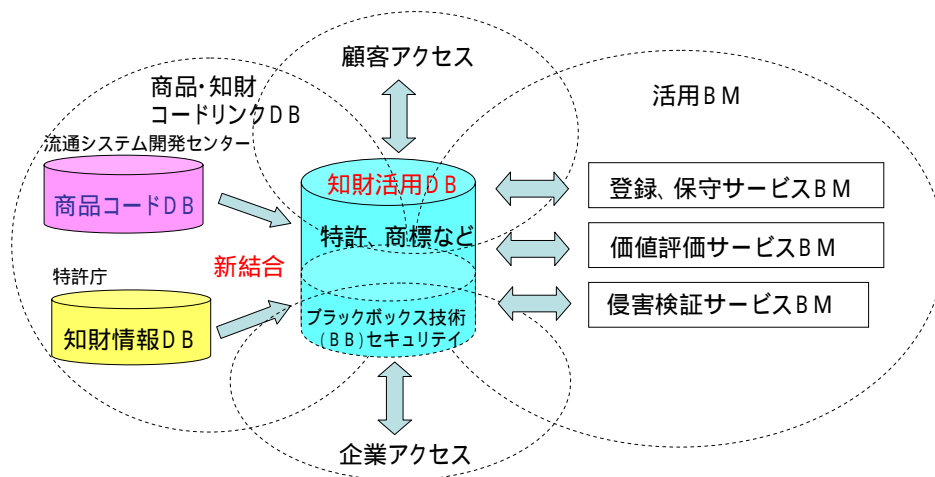 顧客アクセス
商品・知財
コードリンクDB
活用BM
流通システム開発センター
商品コードDB
知財活用DB
特許、商標など
登録、保守サービスBM
価値評価サービスBM
侵害検証サービスBM
新結合
特許庁
知財情報DB
ブラックボックス技術
(BB)セキュリテイ
企業アクセス